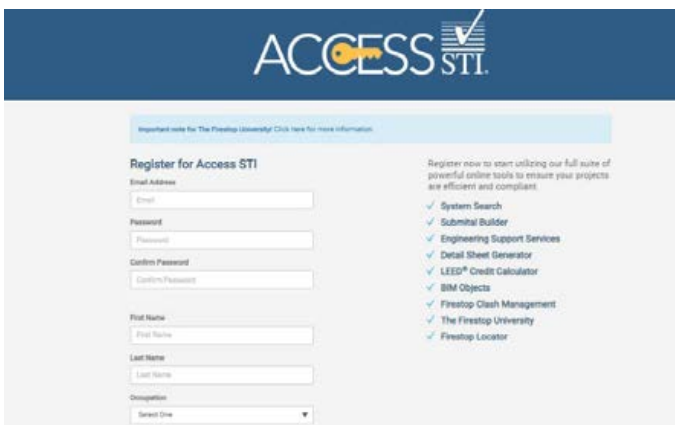 ACCESS STI.
Important note for The Firestop University! Click here for more information.
Register for Access STI
Email Address
Email
Password
Password
Confirm Password
Confirm Password
First Name
First Name
Last Name
Last Name
Occupation
Select One
Register now to start utilizing our full suite of
powerful online tools to ensure your projects
are efficient and compliant
System Search
Submital Builder
Engineering Support Services
Detail Sheet Generator
LEED® Credit Calculator
BIM Objects
Firestop Clash Management
The Firestop University
Firestop Locator